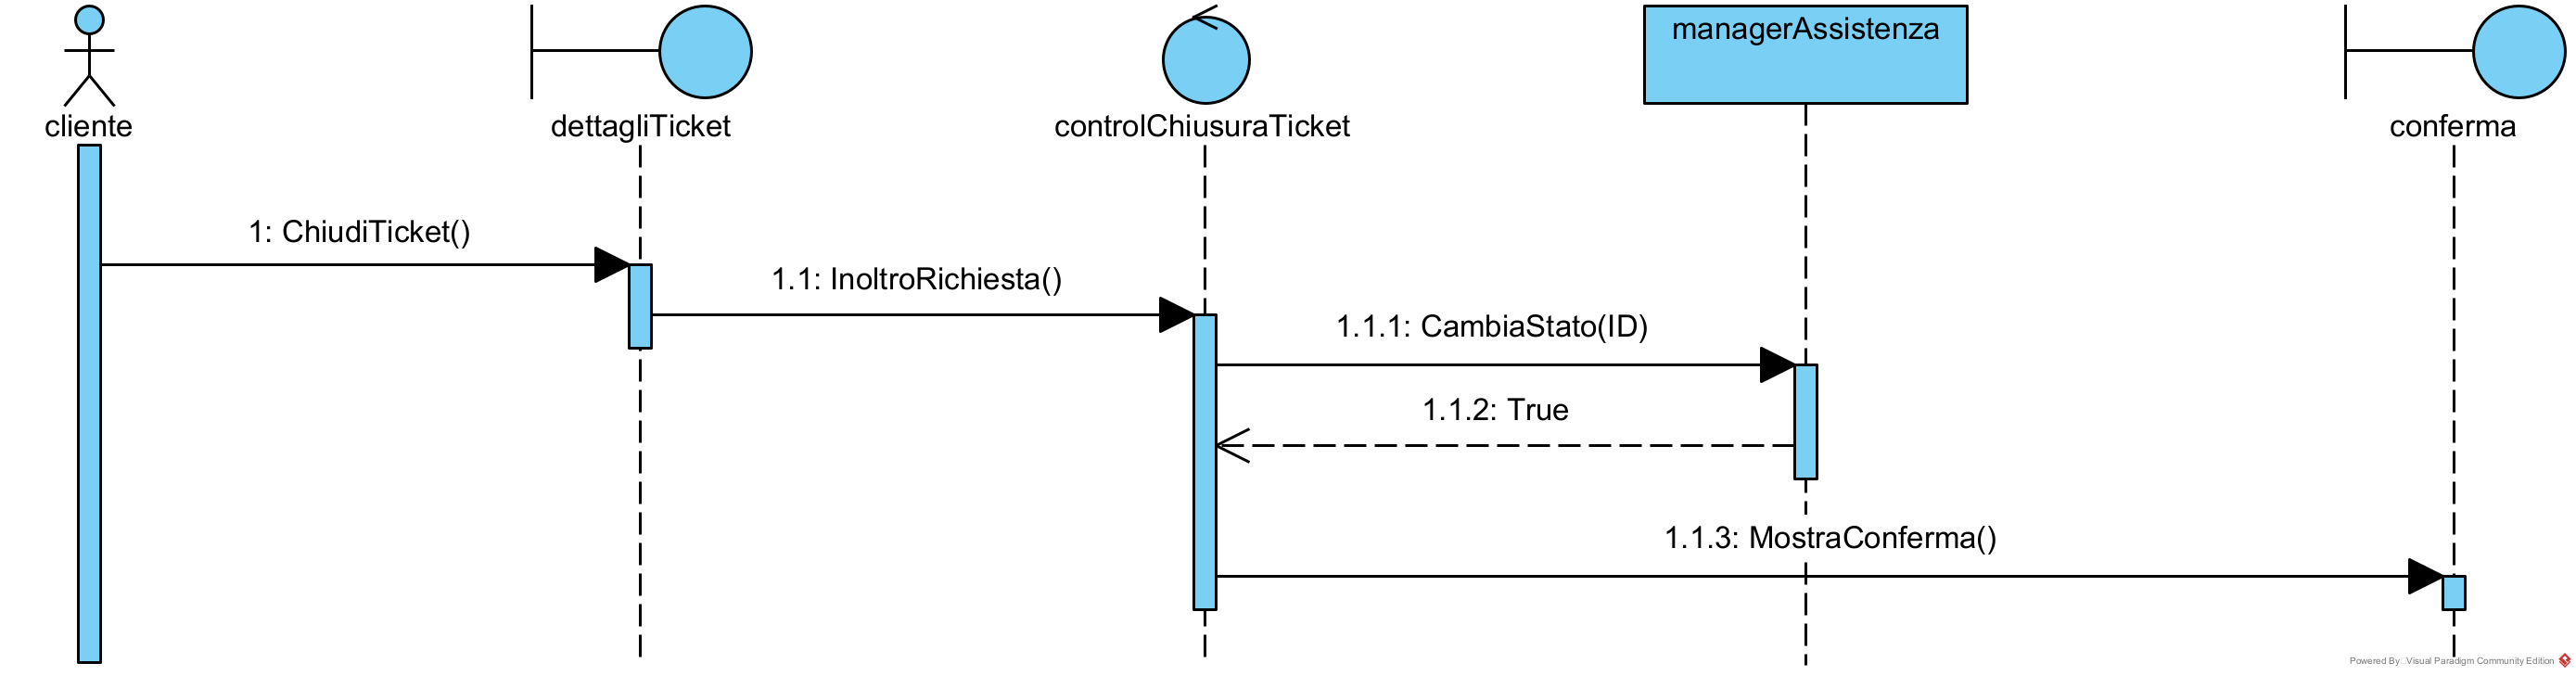 managerAssistenza
cliente
dettagliTicket
controlChiusuraTicket
conferma
1: ChiudiTicket()
1.1: InoltroRichiesta()
1.1.1: CambiaStato(ID)
1.1.2: True
1.1.3: MostraConferma()
Powered By Visual Paradigm Community Edition